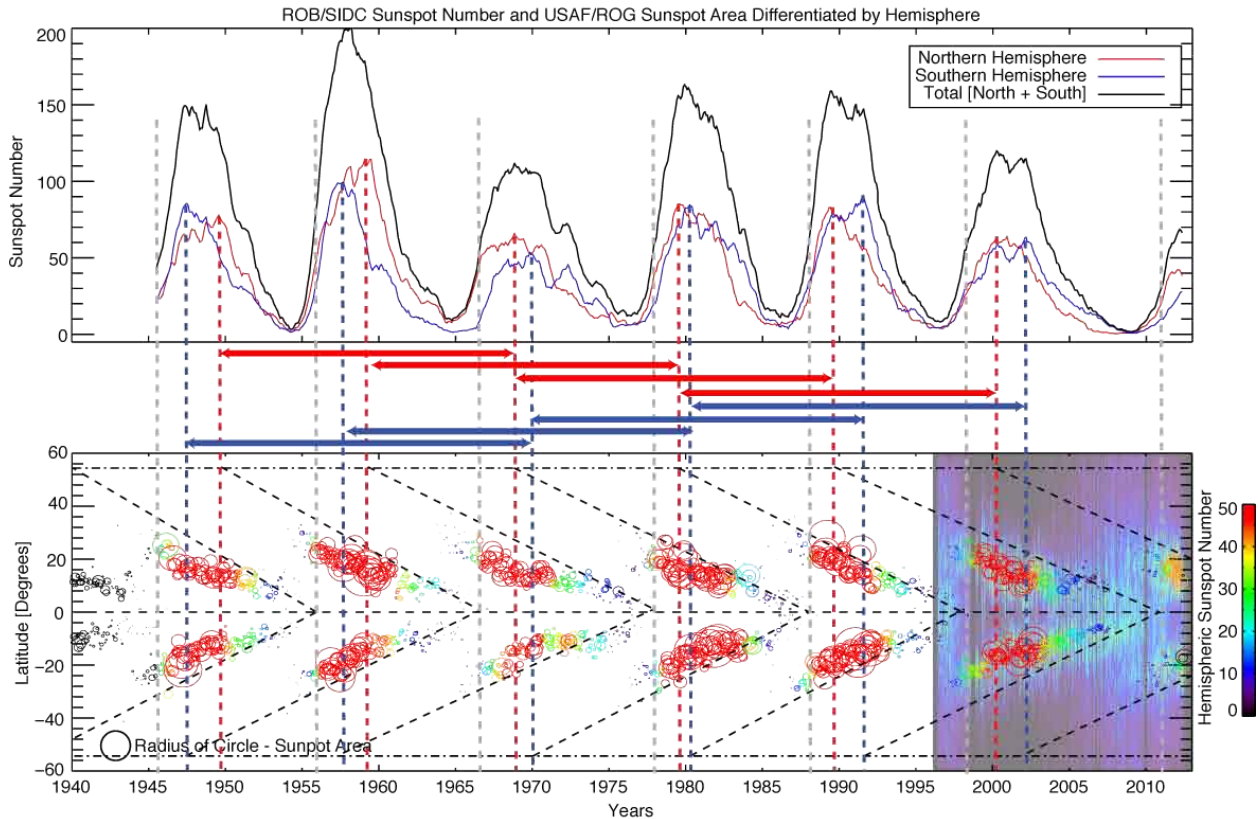 ROB/SIDC Sunspot Number and USAF/ROG Sunspot Area Differentiated by Hemisphere
200
150
100
50
0
Sunspot Number
Northern Hemisphere
Southern Hemisphere
Total [North + South]
60
40
20
0
−20
−40
−60
Latitude [Degrees]
Radius of Circle - Sunpot Area
1940 1945 1950 1955 1960 1965 1970 1975 1980 1985 1990 1995 2000 2005 2010
Years
50
40
30
20
10
0
Hemispheric Sunspot Number